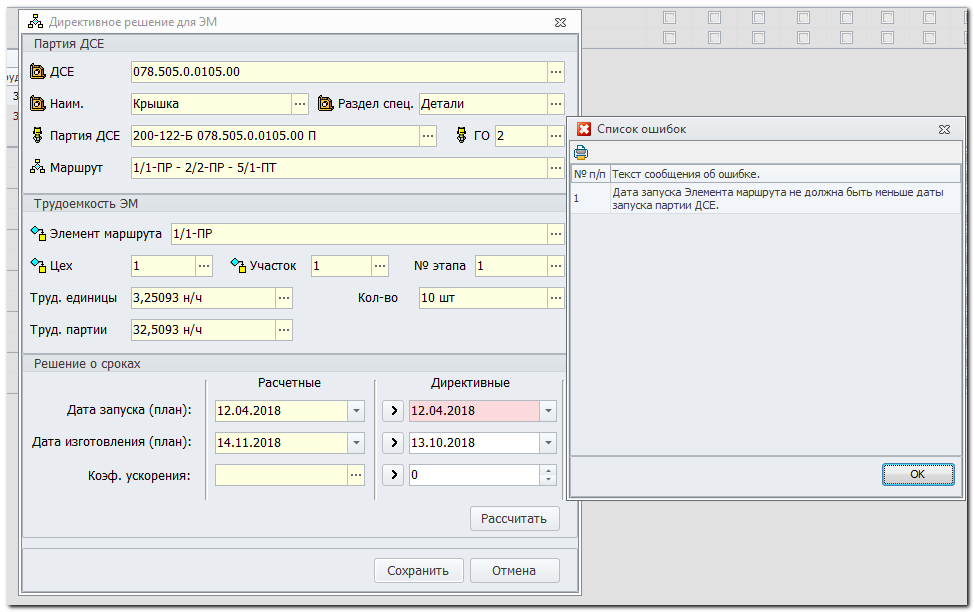 Директивное решение для ЭМ
Партия ДСЕ
ДСЕ 078.505.0.0105.00
Наим. Крышка Раздел спец. Детали
Партия ДСЕ 200-122-Б 078.505.0.0105.00 П ГО 2
Маршрут 1/1-ПР - 2/2-ПР - 5/1-ПТ
Трудоемкость ЭМ
Элемент маршрута 1/1-ПР
Цех 1 Участок 1 № этапа 1
Труд. единицы 3,25093 н/ч Кол-во 10 шт
Труд. партии 32,5093 н/ч
Решение о сроках
Расчетные Директивные
Дата запуска (план): 12.04.2018 12.04.2018
Дата изготовления (план): 14.11.2018 13.10.2018
Коэф. ускорения: 0
Рассчитать
Сохранить Отмена
Список ошибок
№ п/п Текст сообщения об ошибке.
1 Дата запуска Элемента маршрута не должна быть меньше даты
запуска партии ДСЕ.
OK